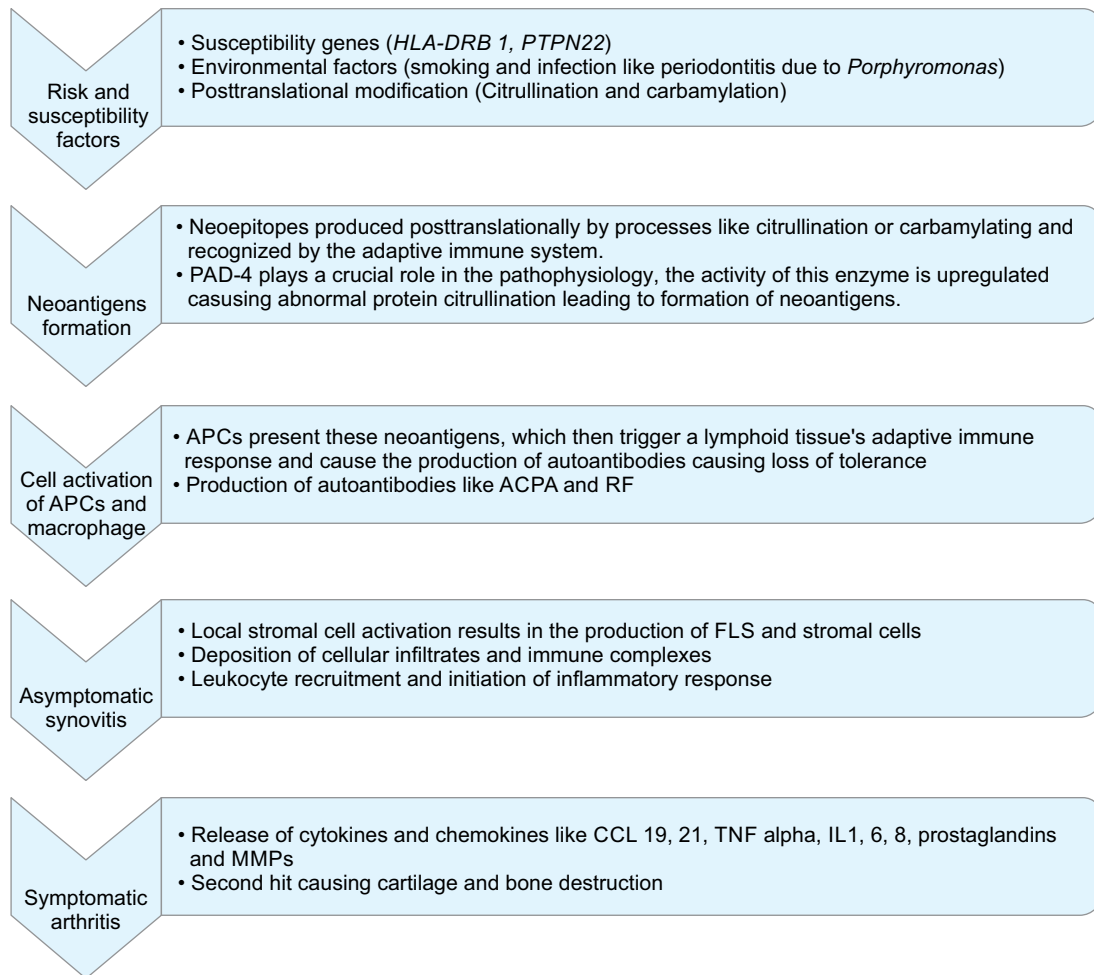 Risk and
susceptibility
factors
• Susceptibility genes (HLA-DRB 1, PTPN22)
• Environmental factors (smoking and infection like periodontitis due to Porphyromonas)
• Posttranslational modification (Citrullination and carbamylation)
Neoantigens
formation
• Neoepitopes produced posttranslationally by processes like citrullination or carbamylating and
recognized by the adaptive immune system.
• PAD-4 plays a crucial role in the pathophysiology, the activity of this enzyme is upregulated
casusing abnormal protein citrullination leading to formation of neoantigens.
Cell activation
of APCs and
macrophage
• APCs present these neoantigens, which then trigger a lymphoid tissue's adaptive immune
response and cause the production of autoantibodies causing loss of tolerance
• Production of autoantibodies like ACPA and RF
Asymptomatic
synovitis
• Local stromal cell activation results in the production of FLS and stromal cells
• Deposition of cellular infiltrates and immune complexes
• Leukocyte recruitment and initiation of inflammatory response
Symptomatic
arthritis
• Release of cytokines and chemokines like CCL 19, 21, TNF alpha, IL1, 6, 8, prostaglandins
and MMPs
• Second hit causing cartilage and bone destruction